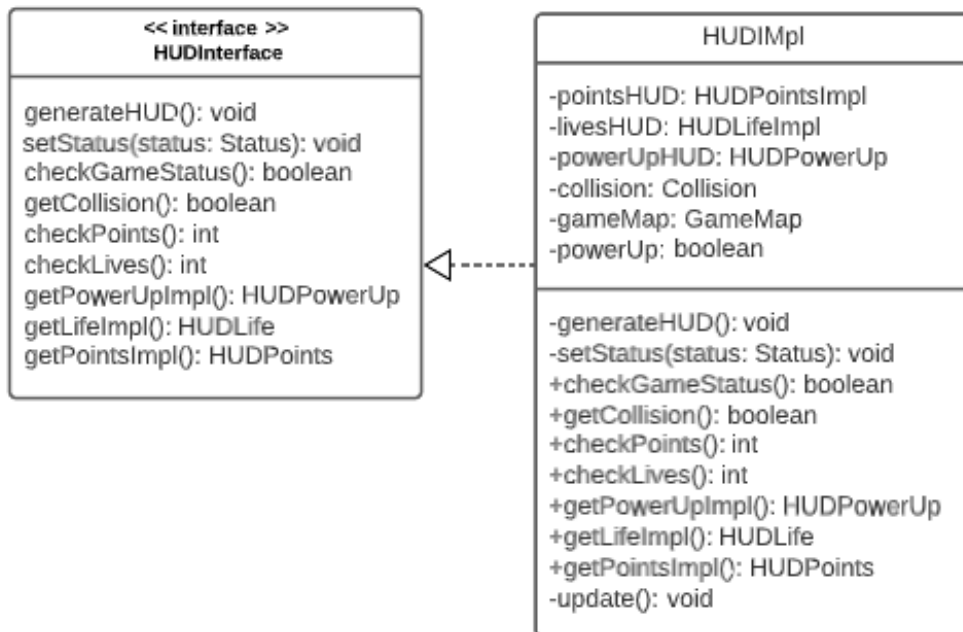 << interface >>
HUDInterface
generateHUD(): void
setStatus(status: Status): void
checkGameStatus(): boolean
getCollision(): boolean
checkPoints(): int
checkLives(): int
getPowerUpImpl(): HUDPowerUp
getLifeImpl(): HUDLife
getPointsImpl(): HUDPoints
HUDIMpl
-pointsHUD: HUDPointsImpl
-livesHUD: HUDLifeImpl
-powerUpHUD: HUDPowerUp
-collision: Collision
-gameMap: GameMap
-powerUp: boolean
-generateHUD(): void
-setStatus(status: Status): void
+checkGameStatus(): boolean
+getCollision(): boolean
+checkPoints(): int
+checkLives(): int
+getPowerUpImpl(): HUDPowerUp
+getLifeImpl(): HUDLife
+getPointsImpl(): HUDPoints
-update(): void